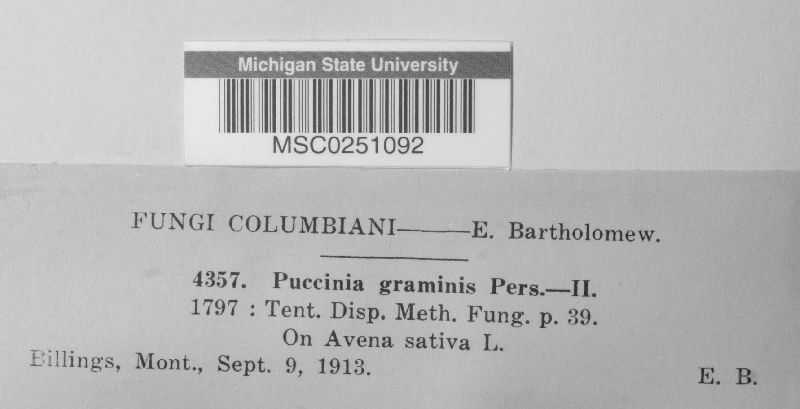 Michigan State University
MSC0251092
FUNGI COLUMBIANI——E. Bartholomew.
4357. Puccinia graminis Pers.—II.
1797 : Tent. Disp. Meth. Fung. p. 39.
On Avena sativa L.
Billings, Mont., Sept. 9, 1913.
E. B.